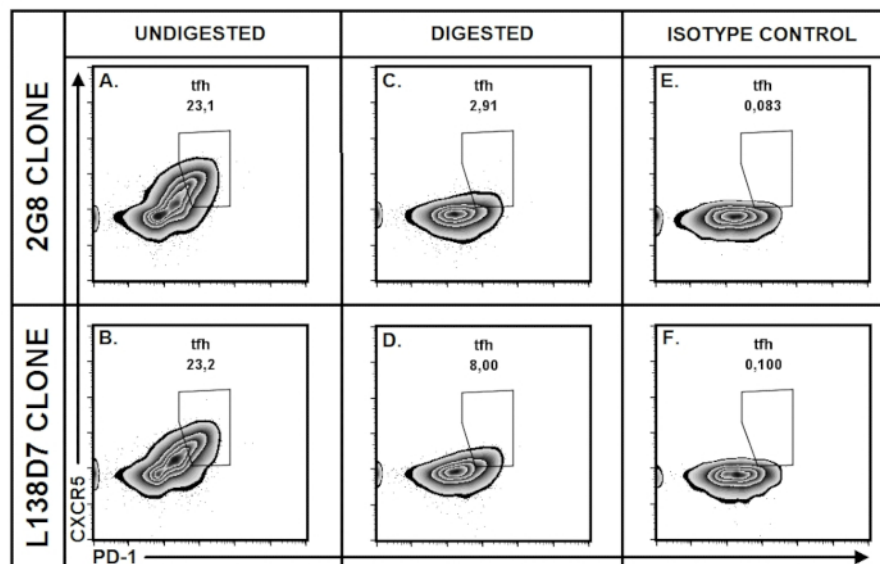 UNDIGESTED
DIGESTED
ISOTYPE CONTROL
2G8 CLONE
A.
tfh
23,1
C.
tfh
2,91
E.
tfh
0,083
L138D7 CLONE
B.
tfh
23,2
D.
tfh
8,00
F.
tfh
0,100
CXCR5
PD-1